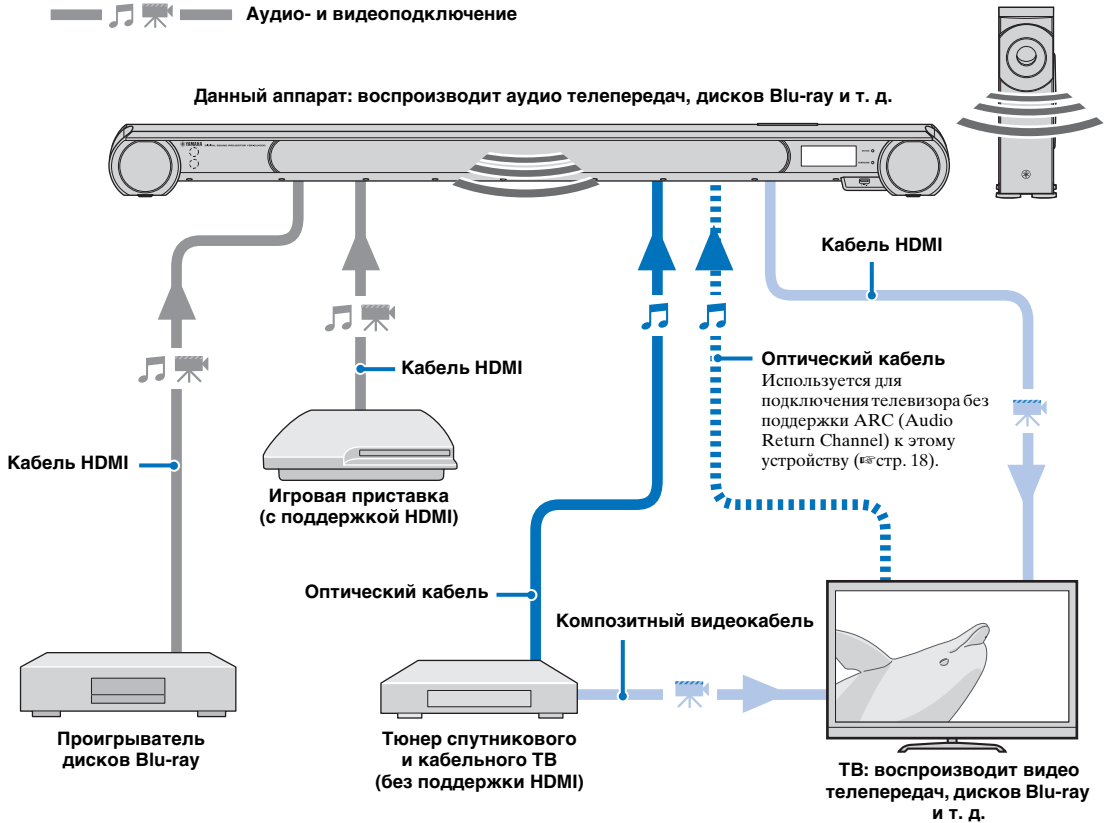 Аудио- и видеоподключение
Данный аппарат: воспроизводит аудио телепередач, дисков Blu-ray и т. д.
YAMAHA
Кабель HDMI
Оптический кабель
Используется для
подключения телевизора без
поддержки ARC (Audio
Return Channel) к этому
устройству (☞стр. 18).
Кабель HDMI
Кабель HDMI
Игровая приставка
(с поддержкой HDMI)
Оптический кабель
Композитный видеокабель
Проигрыватель
дисков Blu-ray
Тюнер спутникового
и кабельного ТВ
(без поддержки HDMI)
ТВ: воспроизводит видео
телепередач, дисков Blu-ray
и т. д.